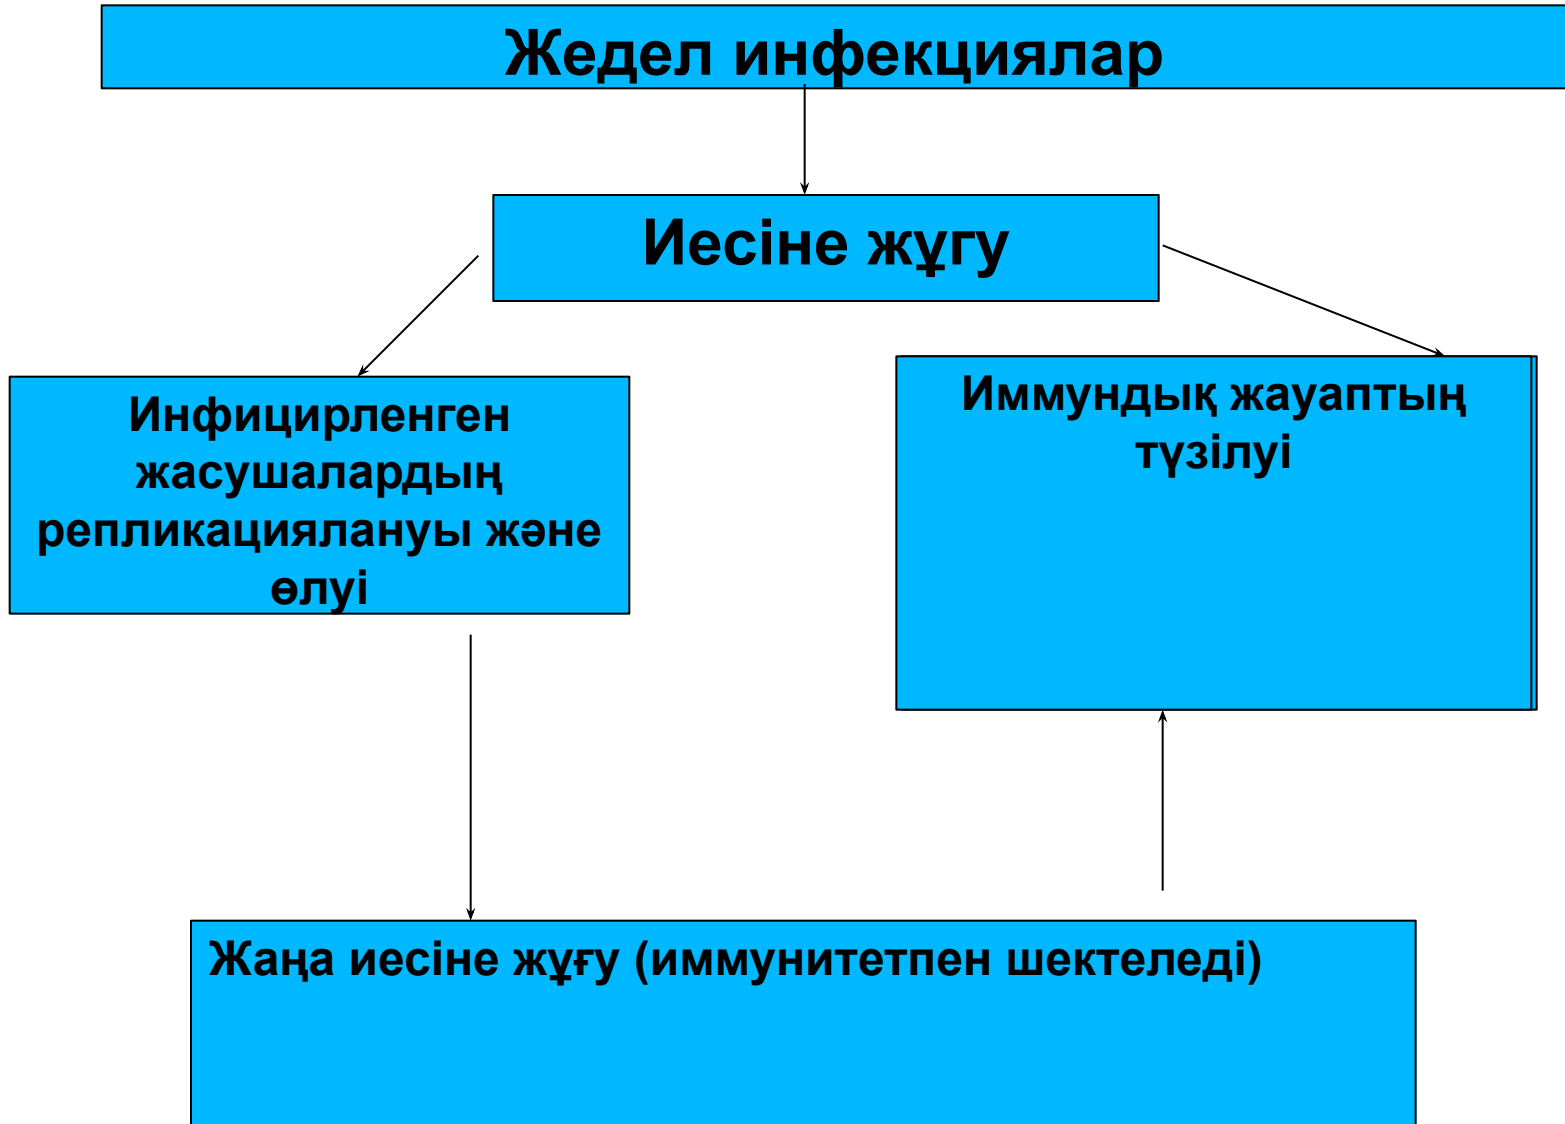 Жедел инфекциялар
Иесіне жұгу
Инфицирленген
жасушалардың
репликациялануы және
өлуі
Иммундық жауаптың
түзілуі
Жаңа иесіне жұғу (иммунитетпен шектеледі)